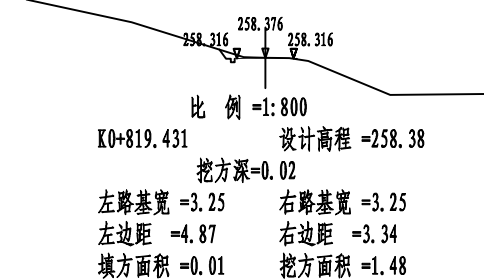 258.376
258.316 258.316
比 例 =1:800
K0+819.431 设计高程 =258.38
挖方深=0.02
左路基宽 =3.25 右路基宽 =3.25
左边距 =4.87 右边距 =3.34
填方面积 =0.01 挖方面积 =1.48